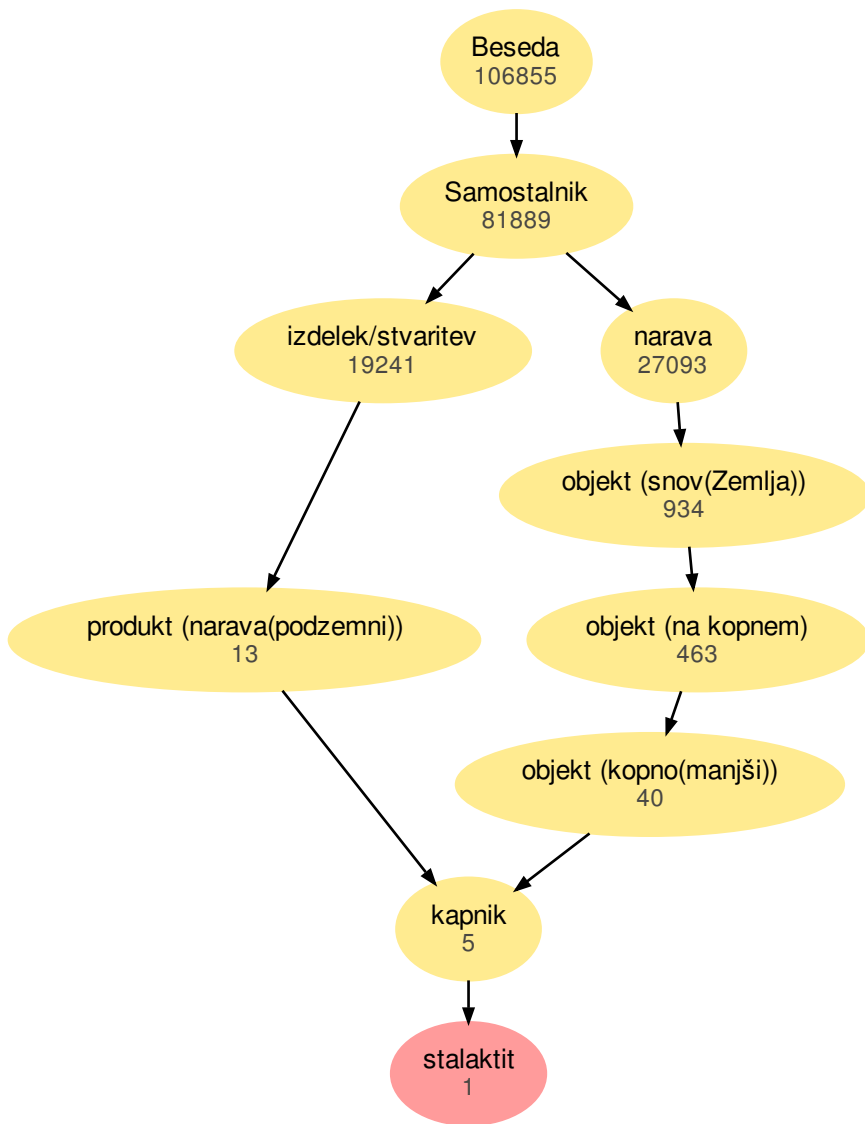 Beseda
106855
Samostalnik
81889
izdelek/stvaritev
19241
narava
27093
objekt (snov(Zemlja))
934
produkt (narava(podzemni))
13
objekt (na kopnem)
463
objekt (kopno(manjši))
40
kapnik
5
stalaktit
1